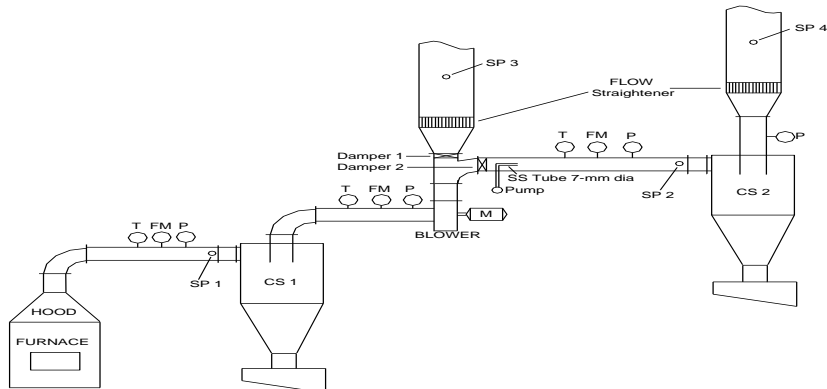 SP 4
SP 3
FLOW
Straightener
T FM P
P
Damper 1
Damper 2
SS Tube 7-mm dia
Pump
SP 2
CS 2
T FM P
M
BLOWER
T FM P
SP 1
CS 1
HOOD
FURNACE